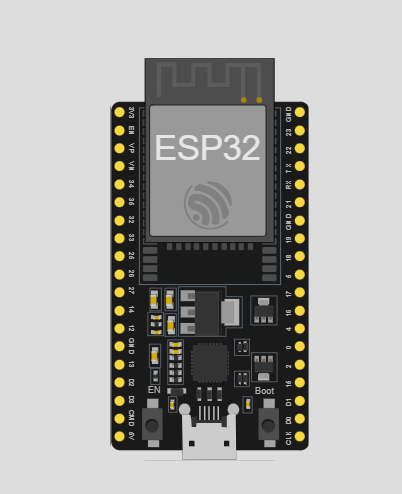 ESP32
3V3
EN
VP
VN
34
35
32
33
25
26
27
14
12
GND
13
D2
D3
CMD
5V
GND
23
22
TX
RX
21
GND
19
18
5
17
16
4
0
2
15
D1
D0
CLK
EN
Boot